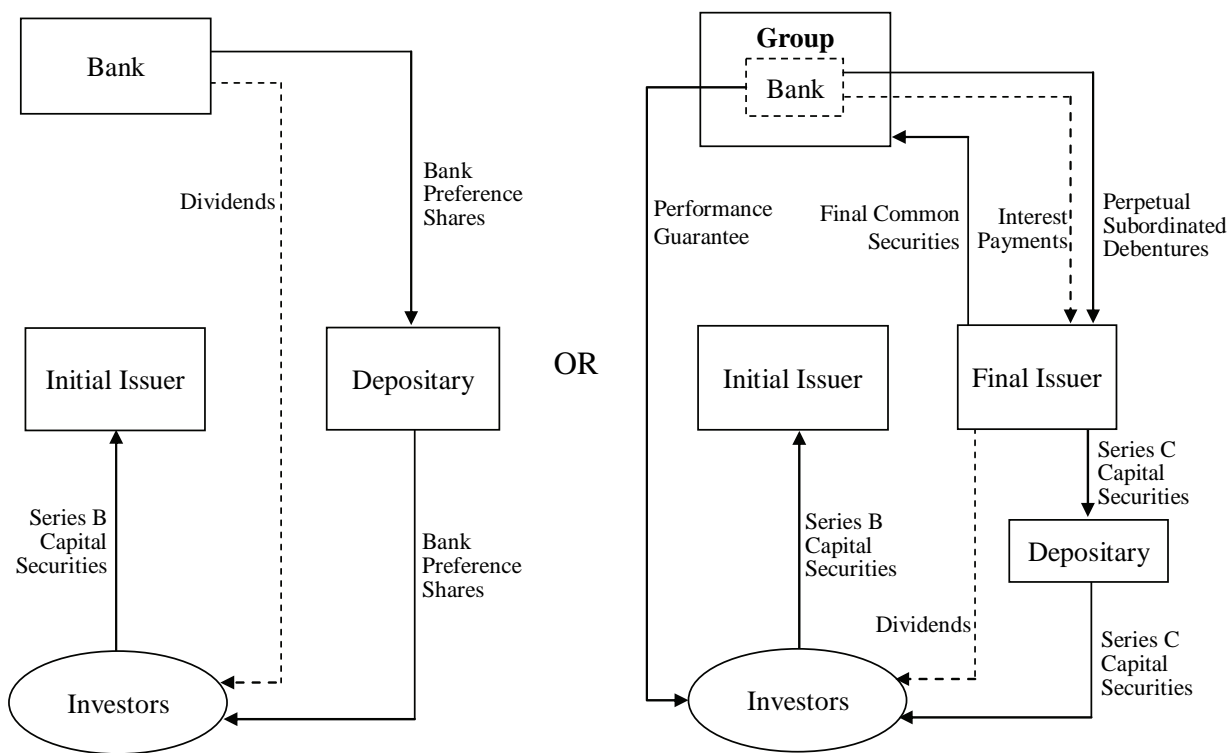 Bank
Dividends
Bank
Preference
Shares
Initial Issuer
Depositary
Series B
Capital
Securities
Bank
Preference
Shares
Investors
OR
Group
Bank
Performance
Guarantee
Final Common
Securities
Interest
Payments
Perpetual
Subordinated
Debentures
Initial Issuer
Final Issuer
Series B
Capital
Securities
Series C
Capital
Securities
Depositary
Dividends
Series C
Capital
Securities
Investors